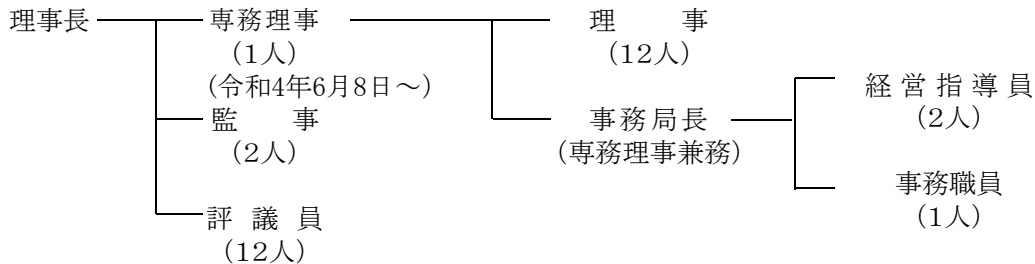 理事長
専務理事
(1人)
(令和4年6月8日～)
監　　事
(2人)
評　議　員
(12人)
理　　事
(12人)
事務局長
(専務理事兼務)
経 営 指 導 員
(2人)
事務職員
(1人)